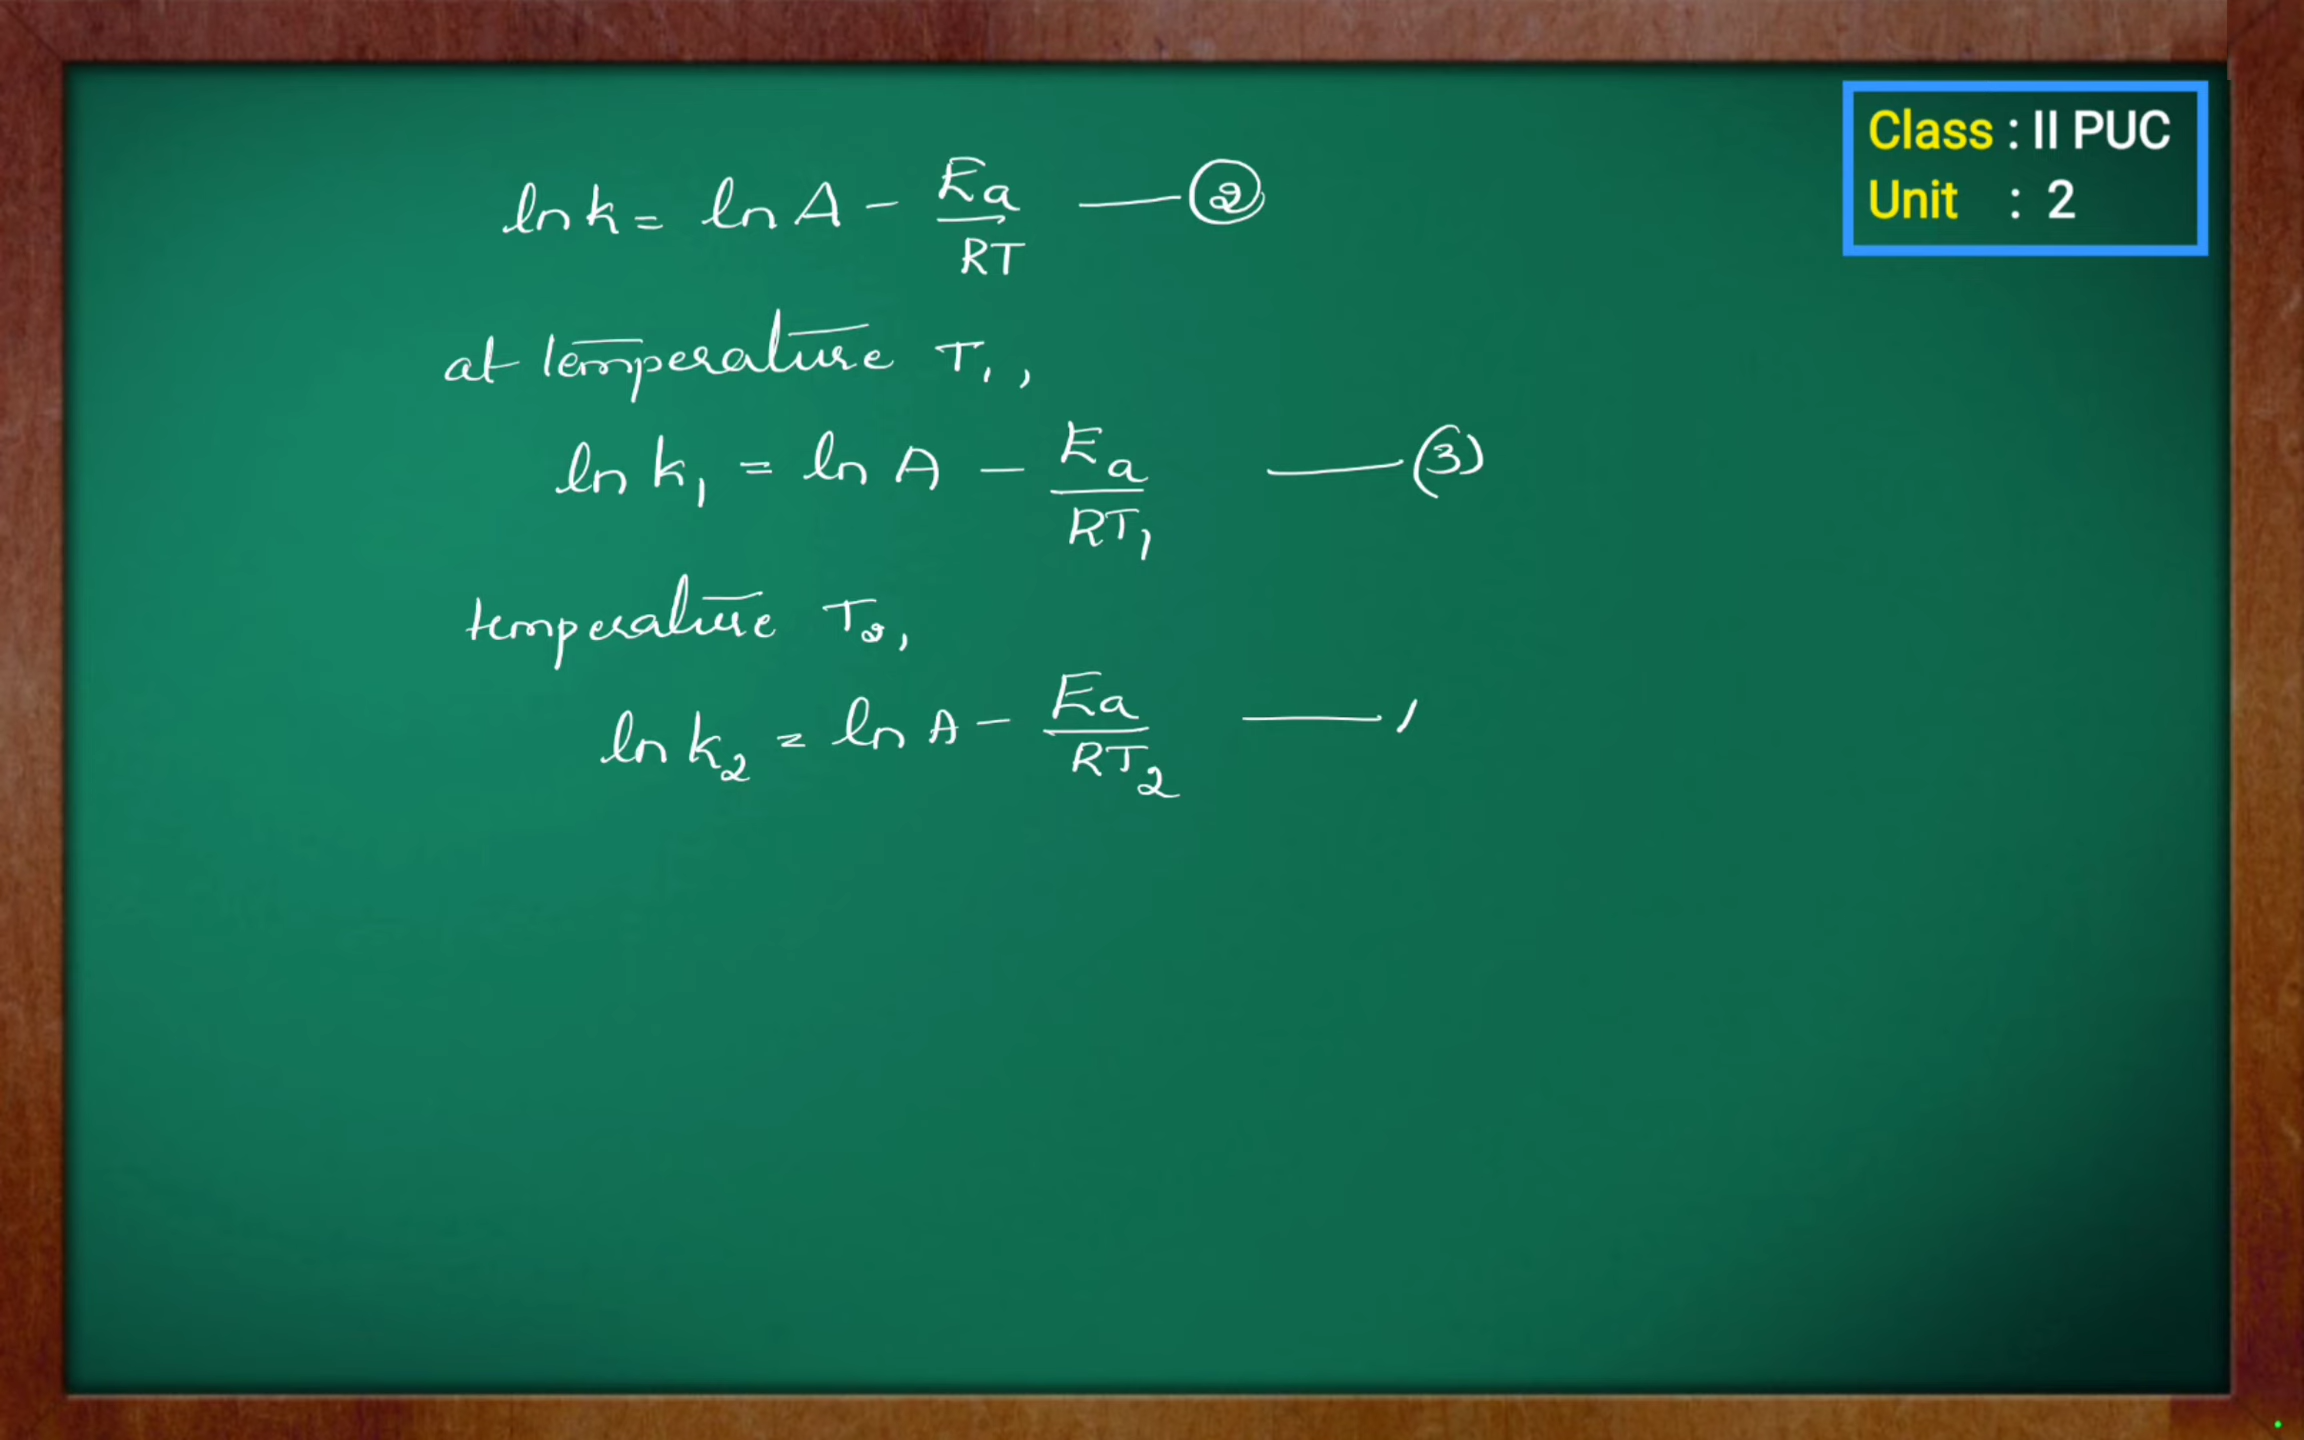 Class : II PUC
Unit : 2
ln k = ln A - Ea/RT —— ②
at temperature T₁,
ln k₁ = ln A - Ea/RT₁ —— (3)
temperature T₂,
ln k₂ = ln A - Ea/RT₂ ——